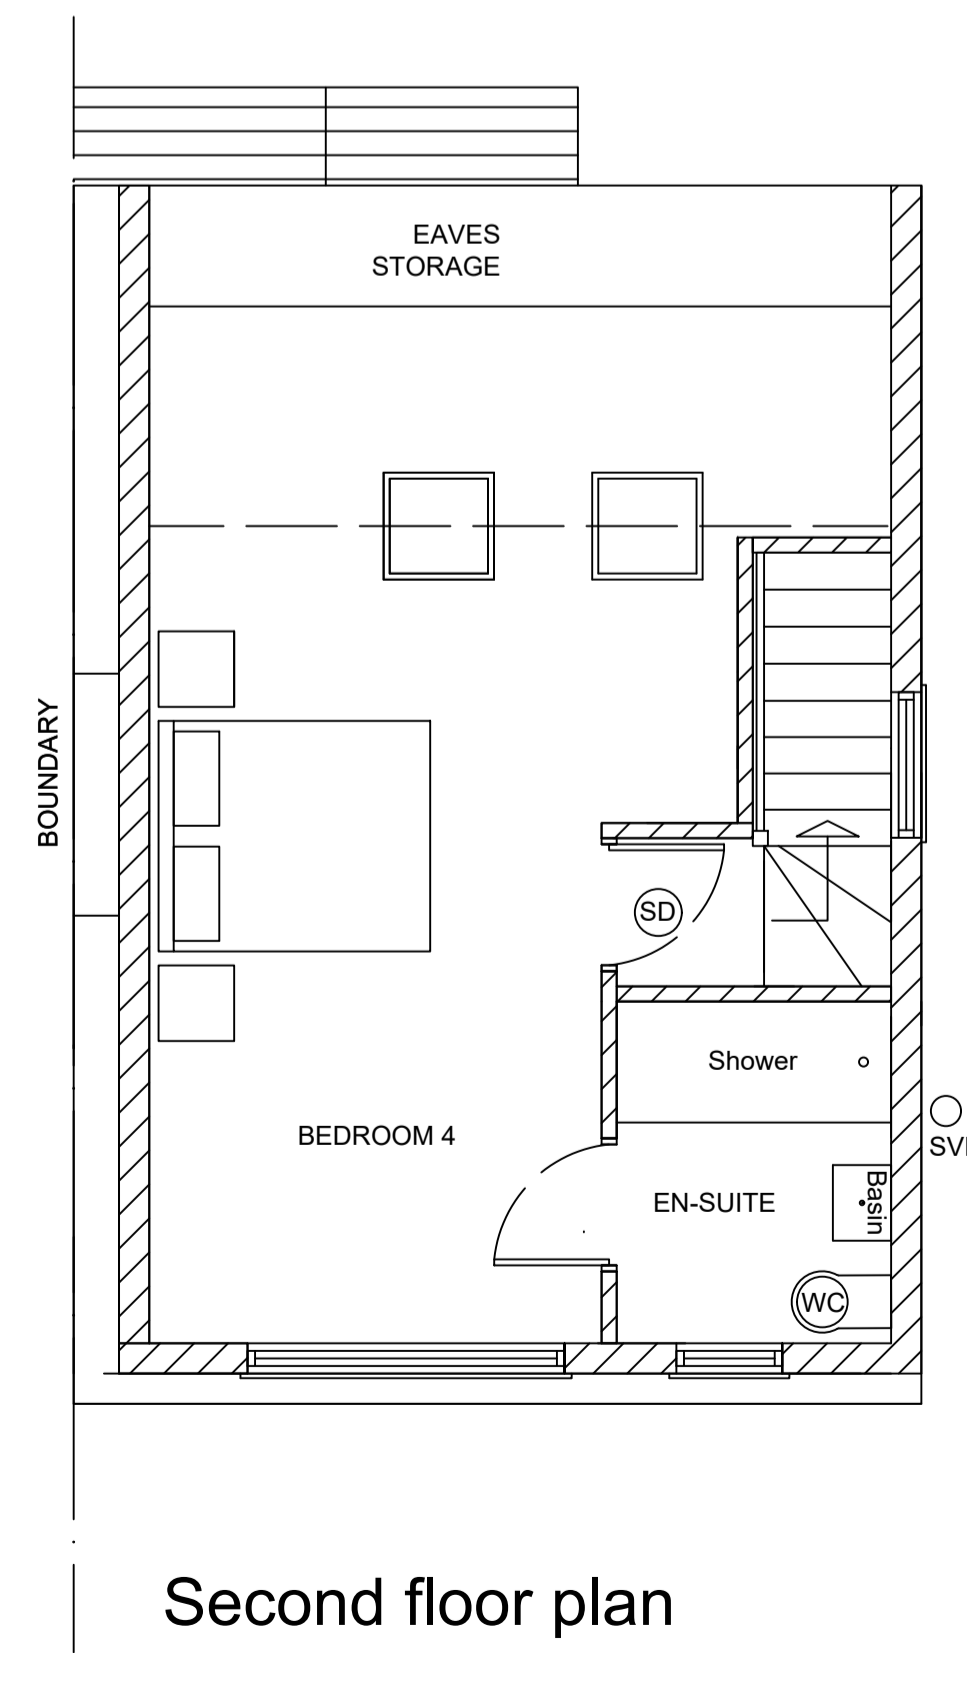 EAVES
STORAGE
BOUNDARY
SD
Shower
BEDROOM 4
EN-SUITE
Basin
WC
Second floor plan